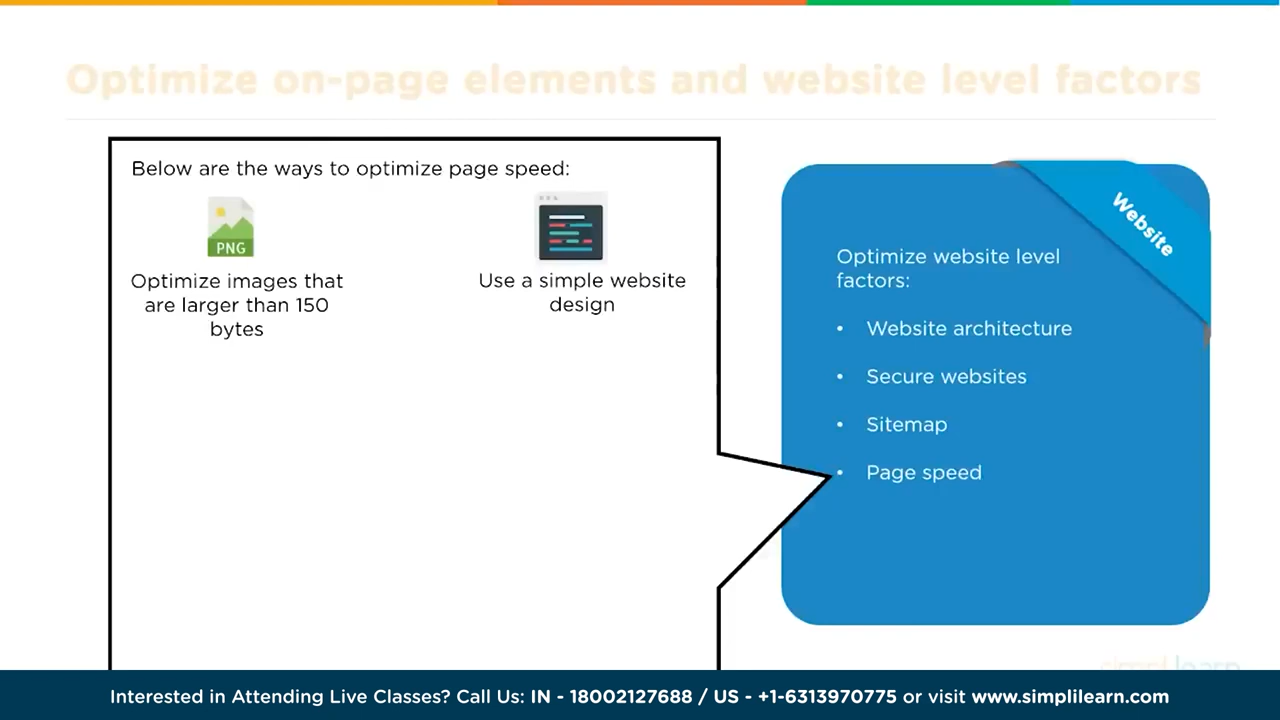 Optimize on-page elements and website level factors
Below are the ways to optimize page speed:
PNG
Optimize images that
are larger than 150
bytes
Use a simple website
design
Website
Optimize website level
factors:
• Website architecture
• Secure websites
• Sitemap
• Page speed
simplilearn
Interested in Attending Live Classes? Call Us: IN - 18002127688 / US - +1-6313970775 or visit www.simplilearn.com